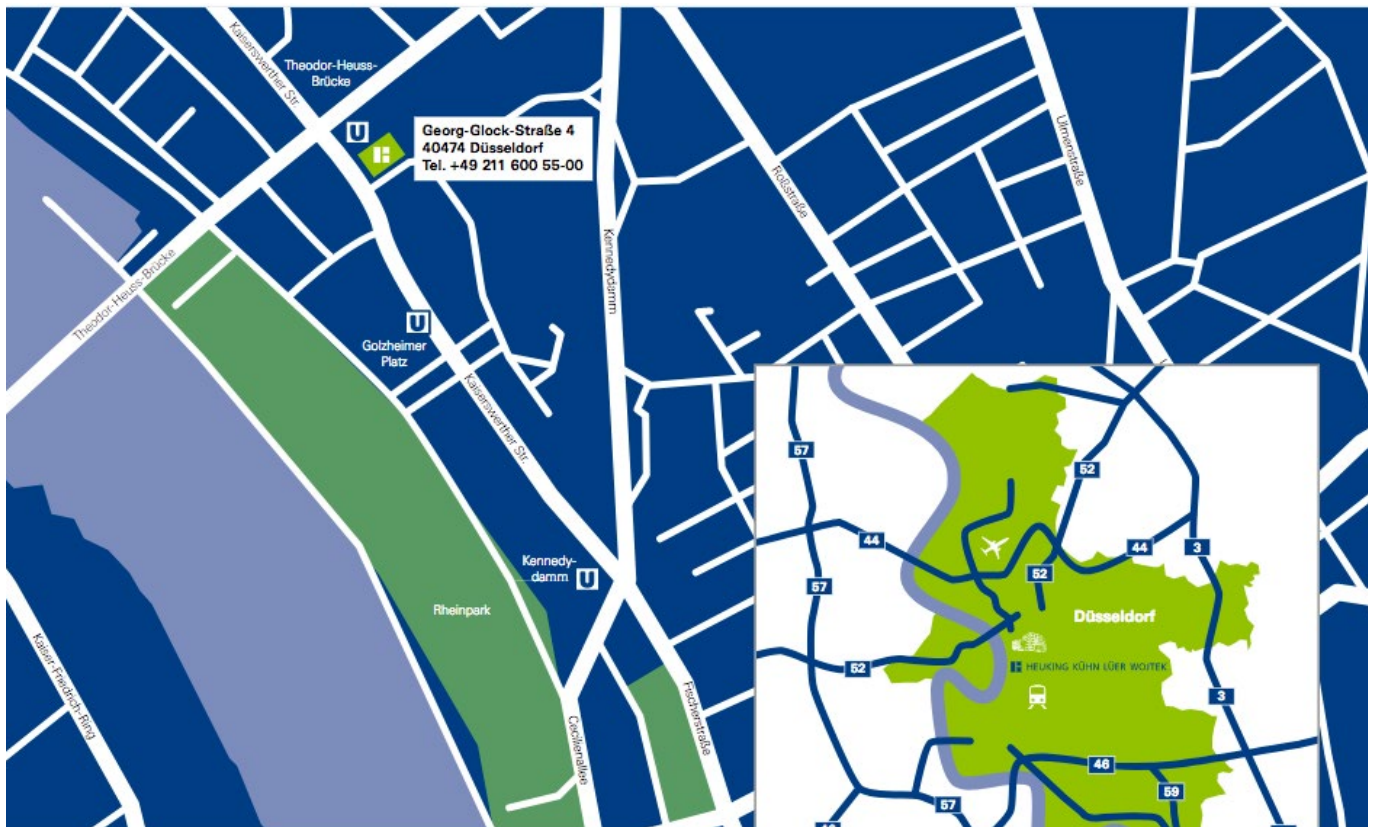 Kaiserswerther Str.
Theodor-Heuss-
Brücke
U
Georg-Glock-Straße 4
40474 Düsseldorf
Tel. +49 211 600 55-00
Ulmenstraße
Roßstraße
Kennedydamm
Theodor-Heuss-Brücke
U
Golzheimer
Platz
Kaiserswerther Str.
Kennedy-
damm
U
Rheinpark
Kaiser-Friedrich-Ring
Cecilienallee
Fischerstraße
57
52
44
44
3
57
52
Düsseldorf
52
HEUKING KÜHN LÜER WOJTEK
3
46
59
57